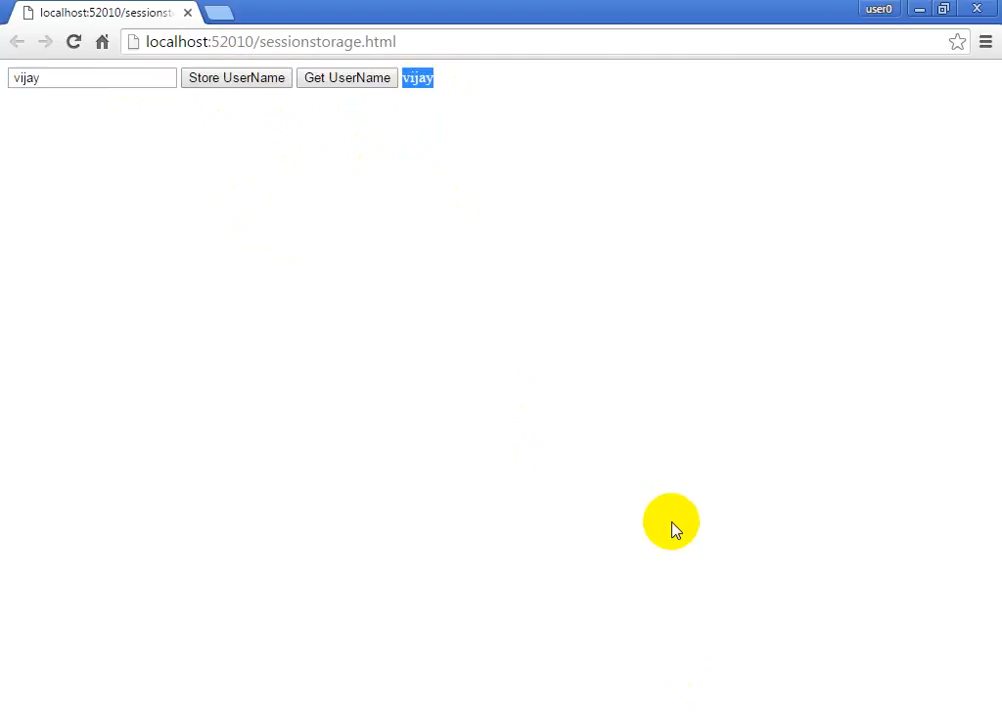 localhost:52010/sessionst
user0
localhost:52010/sessionstorage.html
vijay Store UserName Get UserName vijay